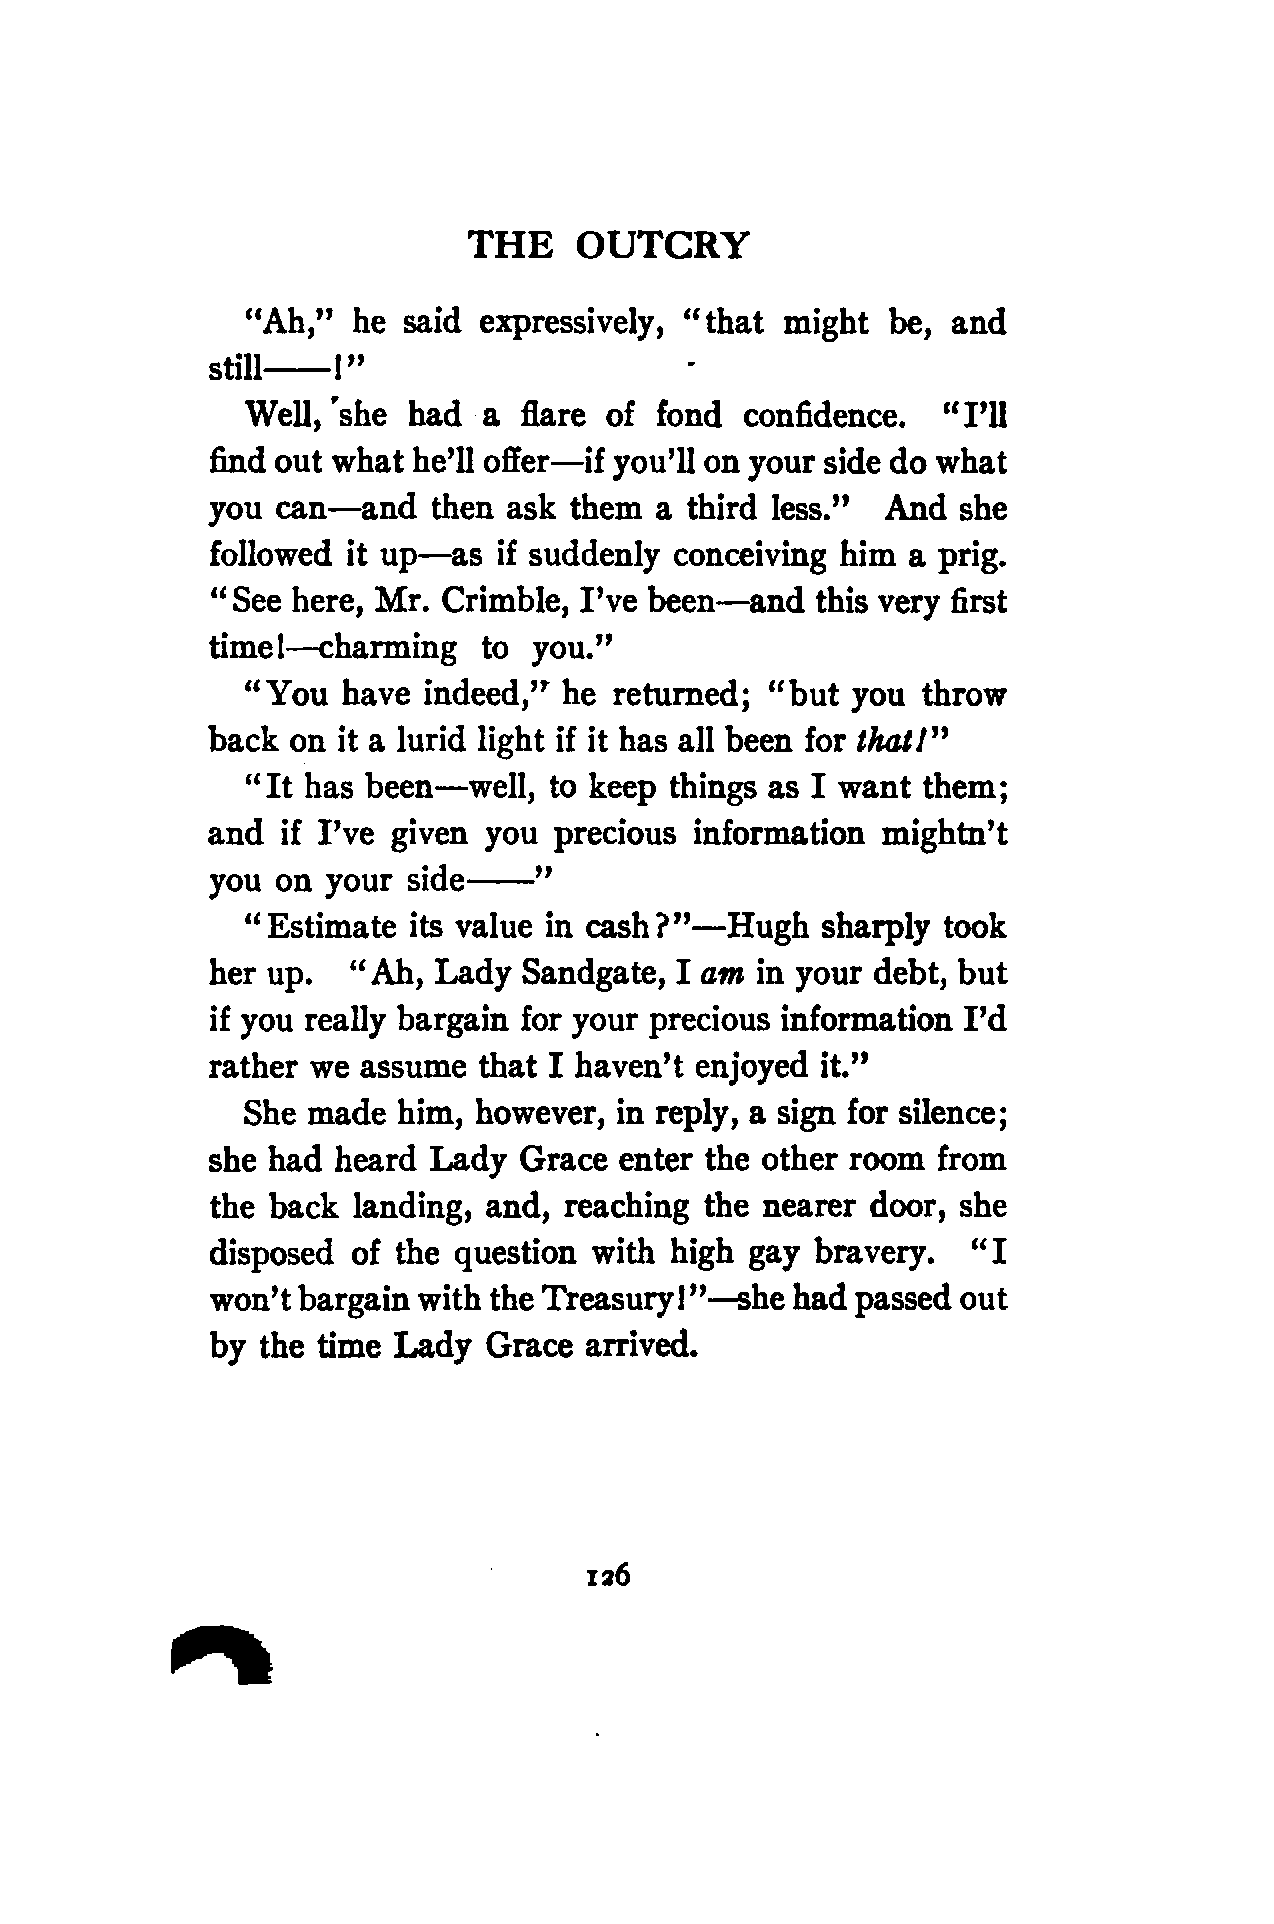 THE OUTCRY
"Ah," he said expressively, "that might be, and
still——!"
Well, she had a flare of fond confidence. "I'll
find out what he'll offer—if you'll on your side do what
you can—and then ask them a third less." And she
followed it up—as if suddenly conceiving him a prig.
"See here, Mr. Crimble, I've been—and this very first
time!—charming to you."
"You have indeed," he returned; "but you throw
back on it a lurid light if it has all been for that!"
"It has been—well, to keep things as I want them;
and if I've given you precious information mightn't
you on your side——"
"Estimate its value in cash?"—Hugh sharply took
her up. "Ah, Lady Sandgate, I am in your debt, but
if you really bargain for your precious information I'd
rather we assume that I haven't enjoyed it."
She made him, however, in reply, a sign for silence;
she had heard Lady Grace enter the other room from
the back landing, and, reaching the nearer door, she
disposed of the question with high gay bravery. "I
won't bargain with the Treasury!"—she had passed out
by the time Lady Grace arrived.
126